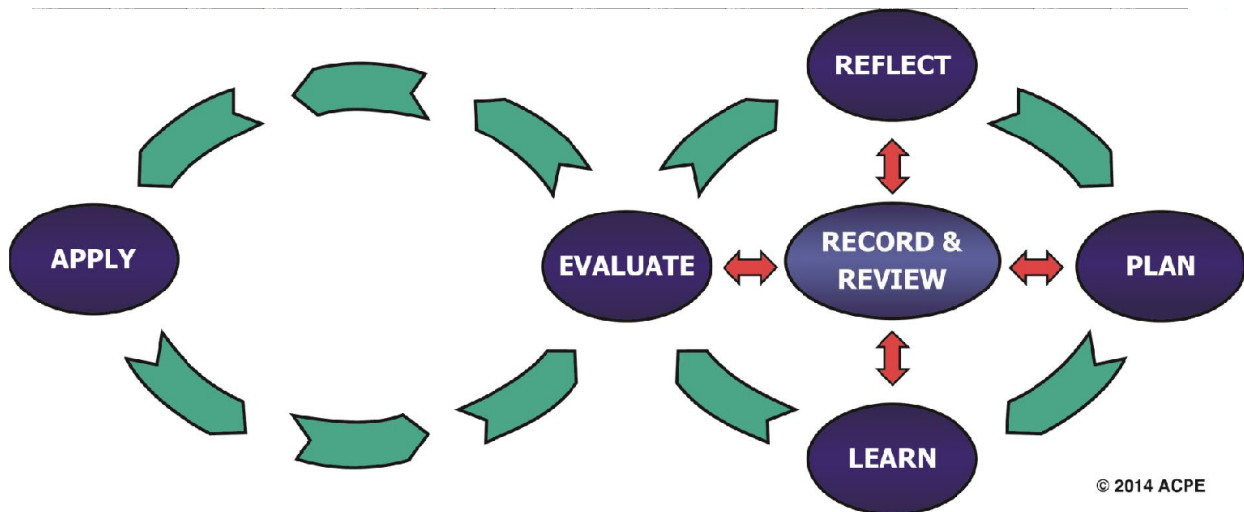 REFLECT
APPLY
EVALUATE
RECORD &
REVIEW
PLAN
LEARN
© 2014 ACPE